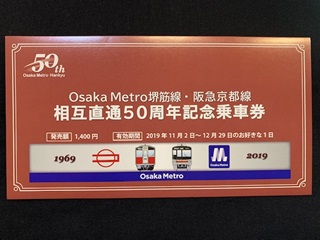 50th
Osaka Metro・Hankyu
Osaka Metro堺筋線・阪急京都線
相互直通50周年記念乗車券
発売額 1,400円 有効期間 2019年11月2日〜12月29日のお好きな1日
1969 2019
Osaka Metro
Osaka Metro